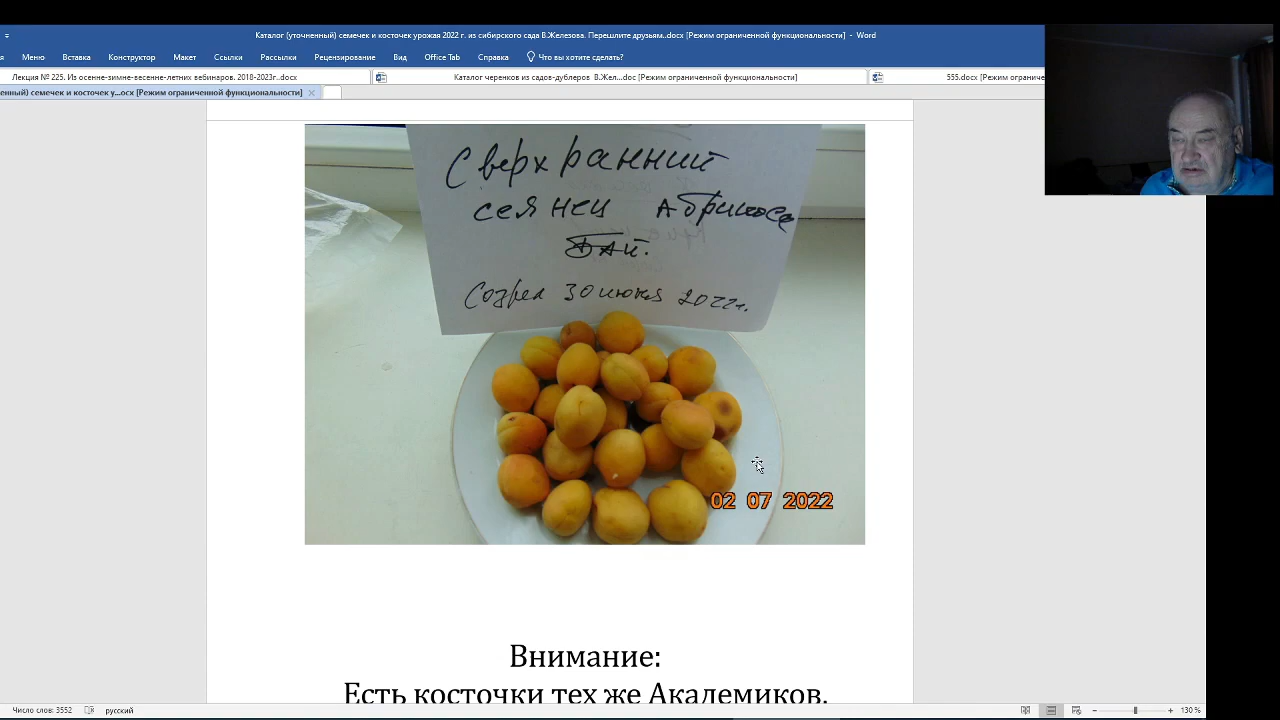 Каталог (уточненный) семечек и косточек урожая 2022 г. из сибирского сада В.Железова. Перешлите друзьям..docx [Режим ограниченной функциональности] - Word
Меню Вставка Конструктор Макет Ссылки Рассылки Рецензирование Вид Office Tab Справка Что вы хотите сделать?
Лекция № 225. Из осенне-зимне-весенне-летних вебинаров. 2018-2023г..docx Каталог черенков из садов-дублеров В.Жел...doc [Режим ограниченной функциональности] 555.docx [Режим ограниче
енный) семечек и косточек у...осх [Режим ограниченной функциональности]
Сверхранний
сеянец Абрикоса
БАЙ.
Созрел 30 июня 2022г.
02 07 2022
Внимание:
Есть косточки тех же Академиков,
Число слов: 3552 русский 130 %